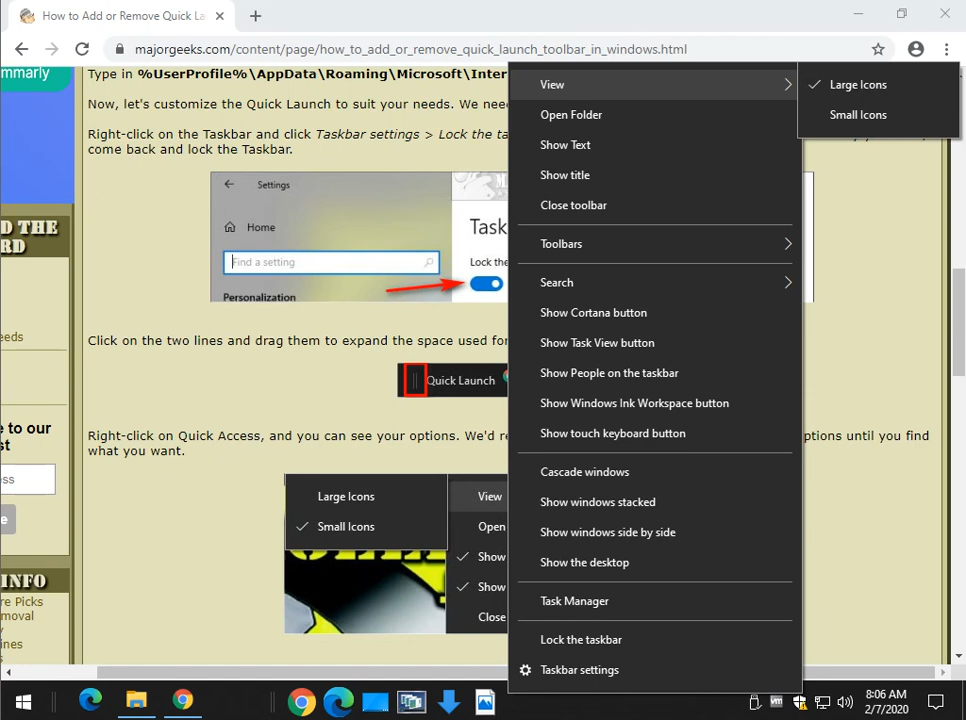 How to Add or Remove Quick La
majorgeeks.com/content/page/how_to_add_or_remove_quick_launch_toolbar_in_windows.html
mmarly
Type in %UserProfile%\AppData\Roaming\Microsoft\Inter
Now, let's customize the Quick Launch to suit your needs. We nee
Right-click on the Taskbar and click Taskbar settings > Lock the ta
come back and lock the Taskbar.
Settings
Home
Find a setting
Personalization
Task
Lock the
Click on the two lines and drag them to expand the space used for
Quick Launch
Right-click on Quick Access, and you can see your options. We'd re
ptions until you find
what you want.
Large Icons
Small Icons
View
Open
Show
Show
Close
D THE
RD
eeds
e to our
st
ss
e
INFO
re Picks
moval
y
ines
s
View
Open Folder
Show Text
Show title
Close toolbar
Toolbars
Search
Show Cortana button
Show Task View button
Show People on the taskbar
Show Windows Ink Workspace button
Show touch keyboard button
Cascade windows
Show windows stacked
Show windows side by side
Show the desktop
Task Manager
Lock the taskbar
Taskbar settings
Large Icons
Small Icons
8:06 AM
2/7/2020